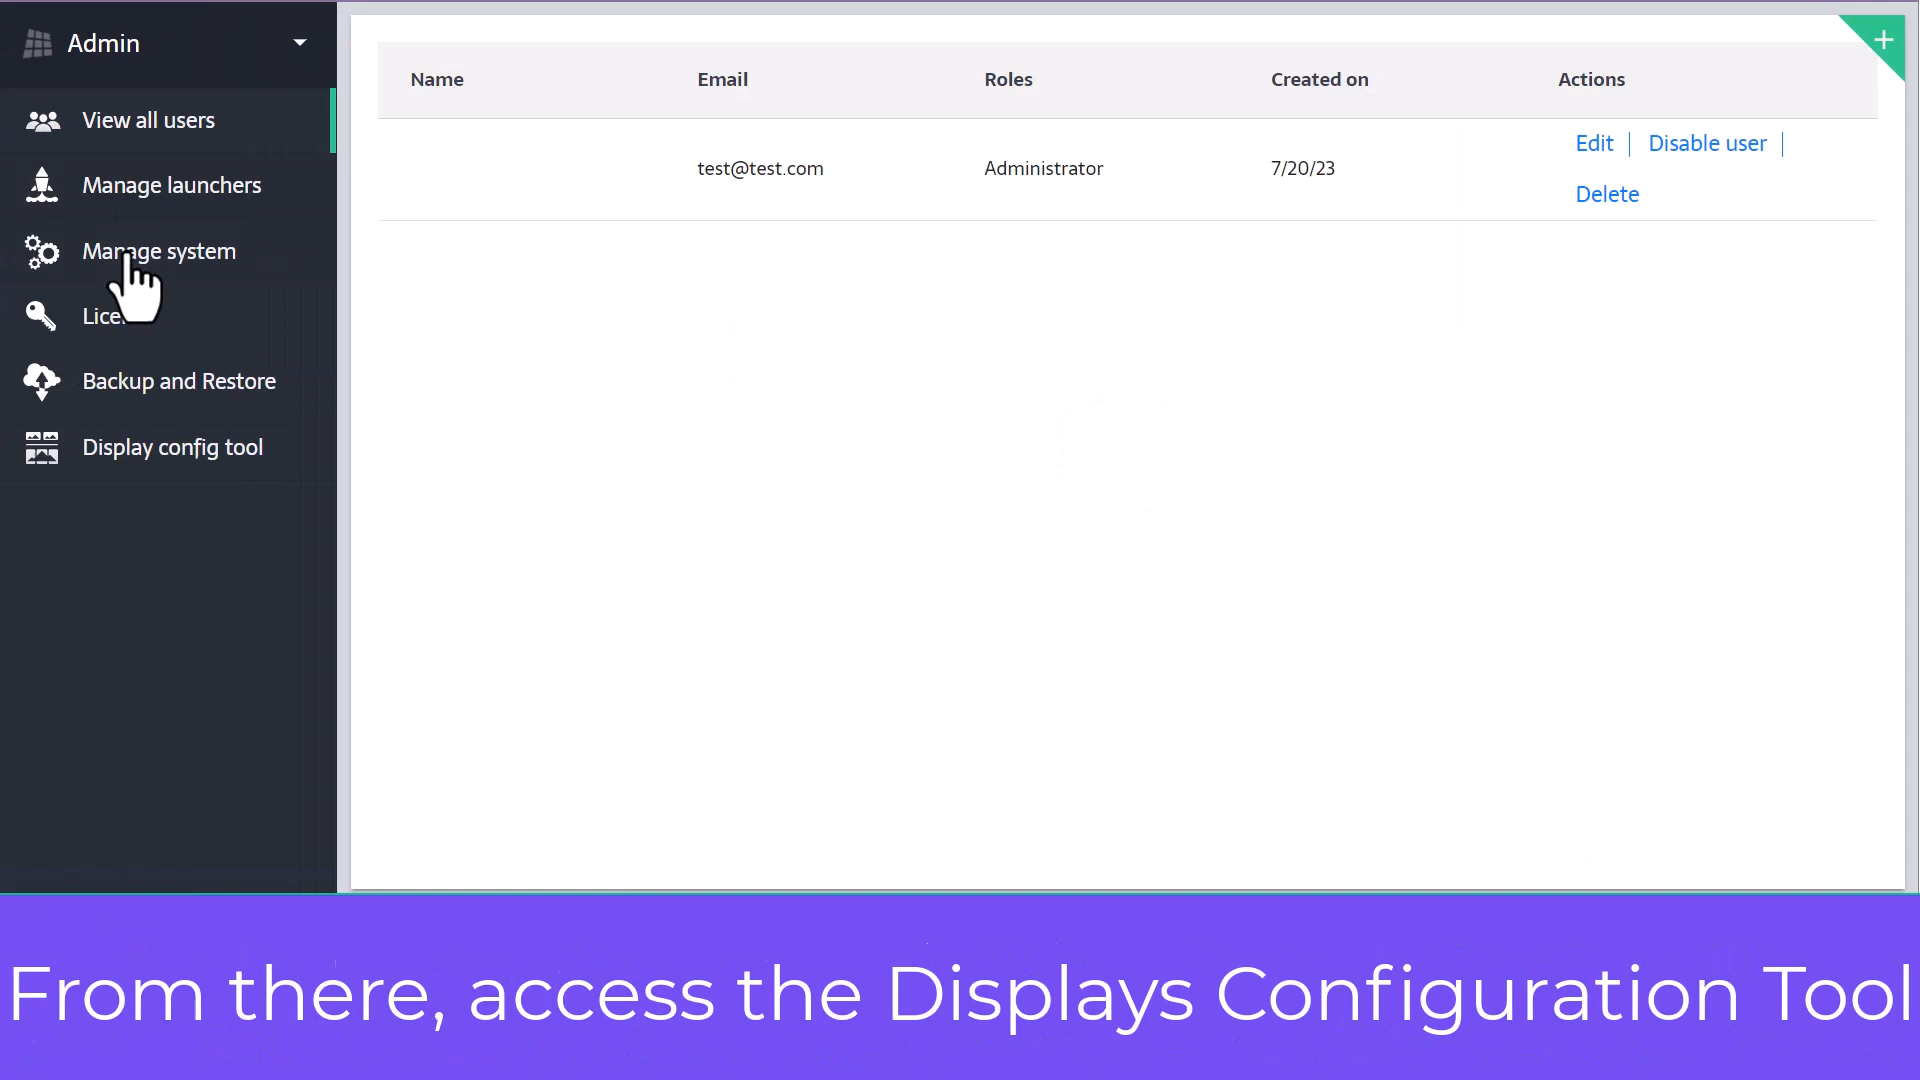 Admin
View all users
Manage launchers
Manage system
Backup and Restore
Display config tool
Name Email Roles Created on Actions
test@test.com Administrator 7/20/23 Edit | Disable user |
Delete
From there, access the Displays Configuration Tool